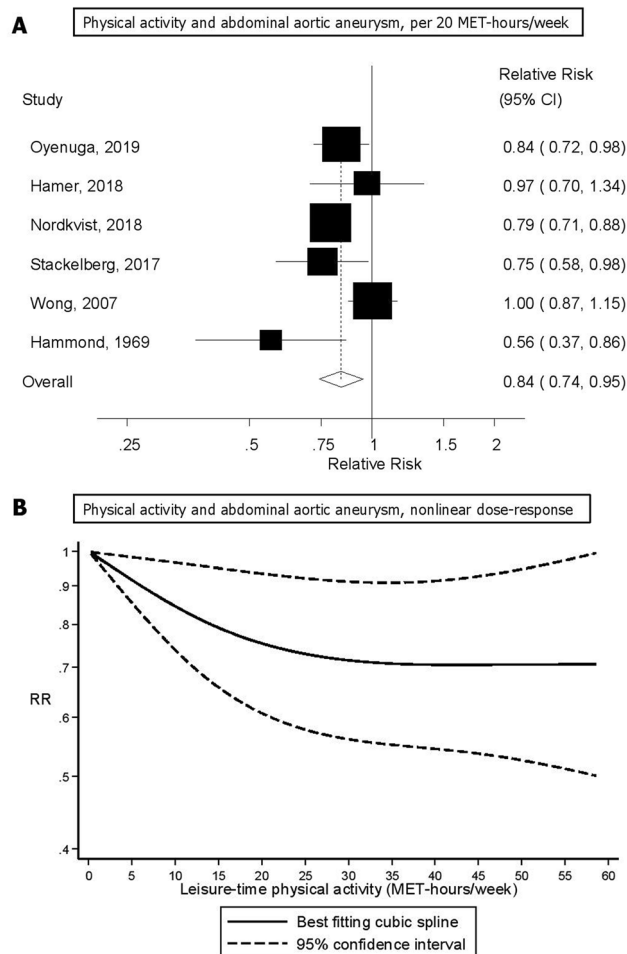 A
Physical activity and abdominal aortic aneurysm, per 20 MET-hours/week
Relative Risk
Study (95% CI)
Oyenuga, 2019 0.84 ( 0.72, 0.98)
Hamer, 2018 0.97 ( 0.70, 1.34)
Nordkvist, 2018 0.79 ( 0.71, 0.88)
Stackelberg, 2017 0.75 ( 0.58, 0.98)
Wong, 2007 1.00 ( 0.87, 1.15)
Hammond, 1969 0.56 ( 0.37, 0.86)
Overall 0.84 ( 0.74, 0.95)
.25 .5 .75 1 1.5 2
Relative Risk
B
Physical activity and abdominal aortic aneurysm, nonlinear dose-response
1
.9
.8
.7
RR
.6
.5
.4
0 5 10 15 20 25 30 35 40 45 50 55 60
Leisure-time physical activity (MET-hours/week)
Best fitting cubic spline
95% confidence interval